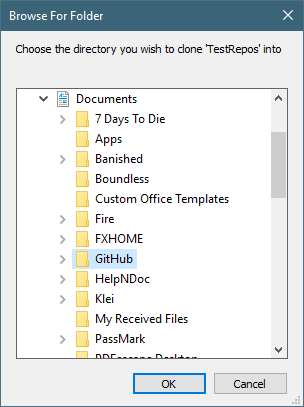 Browse For Folder
Choose the directory you wish to clone 'TestRepos' into
Documents
7 Days To Die
Apps
Banished
Boundless
Custom Office Templates
Fire
FXHOME
GitHub
HelpNDoc
Klei
My Received Files
PassMark
OK
Cancel